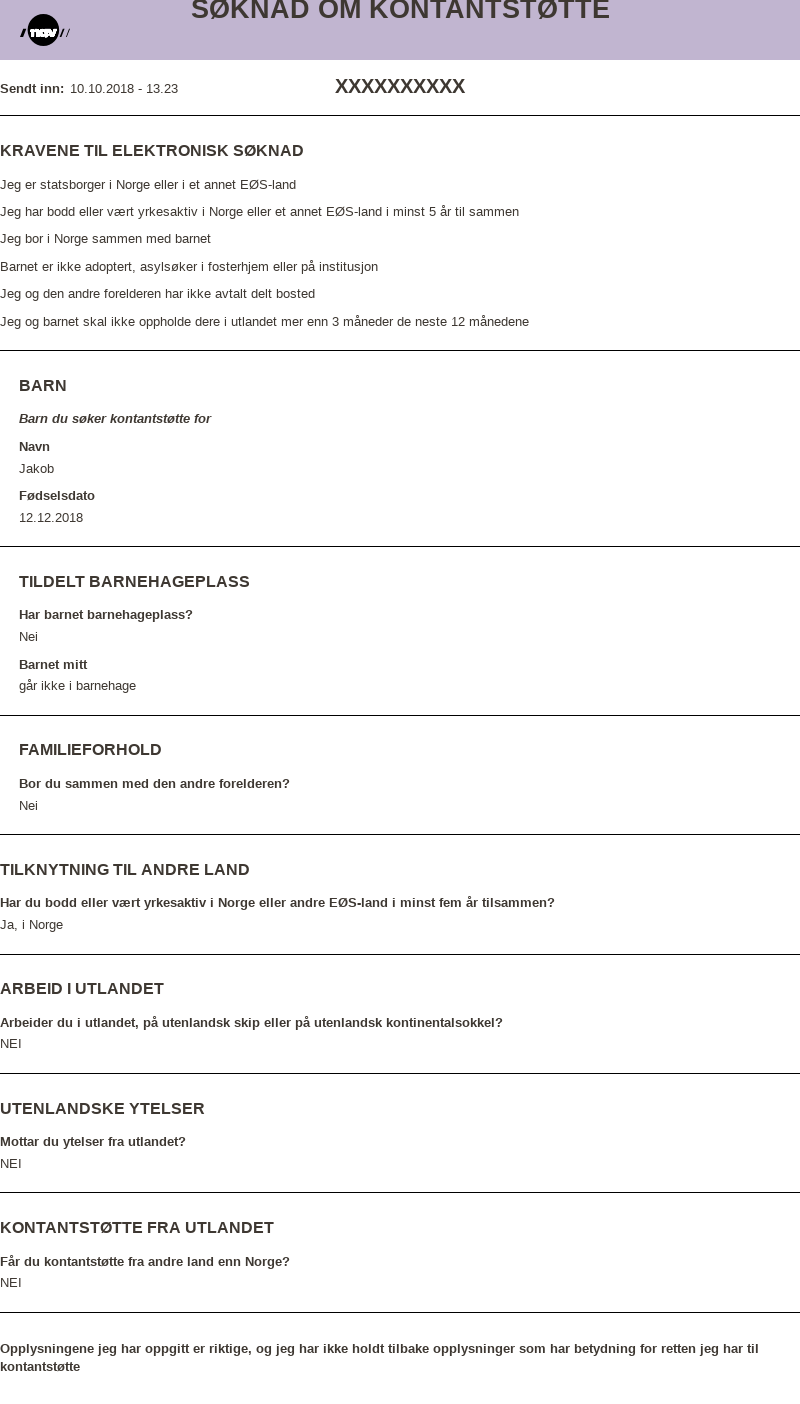 SØKNAD OM KONTANTSTØTTE
nav
Sendt inn: 10.10.2018 - 13.23
XXXXXXXXXX
KRAVENE TIL ELEKTRONISK SØKNAD
Jeg er statsborger i Norge eller i et annet EØS-land
Jeg har bodd eller vært yrkesaktiv i Norge eller et annet EØS-land i minst 5 år til sammen
Jeg bor i Norge sammen med barnet
Barnet er ikke adoptert, asylsøker i fosterhjem eller på institusjon
Jeg og den andre forelderen har ikke avtalt delt bosted
Jeg og barnet skal ikke oppholde dere i utlandet mer enn 3 måneder de neste 12 månedene
BARN
Barn du søker kontantstøtte for
Navn
Jakob
Fødselsdato
12.12.2018
TILDELT BARNEHAGEPLASS
Har barnet barnehageplass?
Nei
Barnet mitt
går ikke i barnehage
FAMILIEFORHOLD
Bor du sammen med den andre forelderen?
Nei
TILKNYTNING TIL ANDRE LAND
Har du bodd eller vært yrkesaktiv i Norge eller andre EØS-land i minst fem år tilsammen?
Ja, i Norge
ARBEID I UTLANDET
Arbeider du i utlandet, på utenlandsk skip eller på utenlandsk kontinentalsokkel?
NEI
UTENLANDSKE YTELSER
Mottar du ytelser fra utlandet?
NEI
KONTANTSTØTTE FRA UTLANDET
Får du kontantstøtte fra andre land enn Norge?
NEI
Opplysningene jeg har oppgitt er riktige, og jeg har ikke holdt tilbake opplysninger som har betydning for retten jeg har til
kontantstøtte